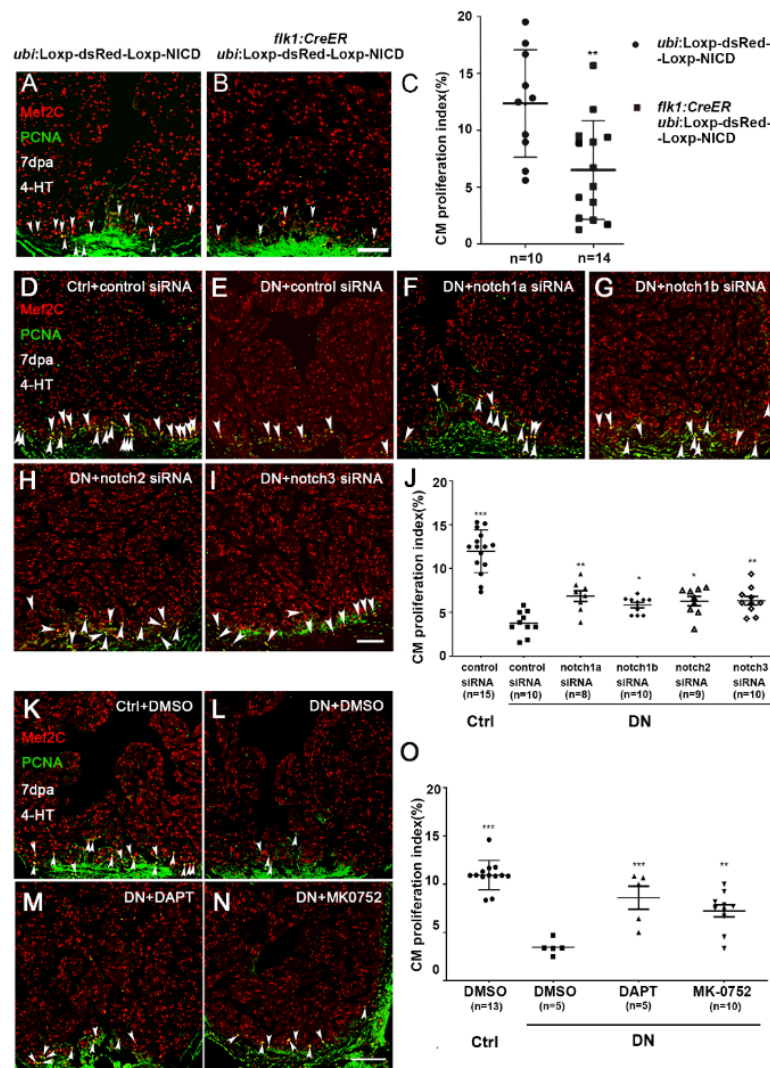 ubi:Loxp-dsRed-Loxp-NICD
flk1:CreER
ubi:Loxp-dsRed-Loxp-NICD
A
Mef2C
PCNA
7dpa
4-HT
B
C
CM proliferation index(%)
20
15
10
5
0
**
n=10
n=14
ubi:Loxp-dsRed-
-Loxp-NICD
flk1:CreER
ubi:Loxp-dsRed-
-Loxp-NICD
D
Ctrl+control siRNA
Mef2C
PCNA
7dpa
4-HT
E
DN+control siRNA
F
DN+notch1a siRNA
G
DN+notch1b siRNA
H
DN+notch2 siRNA
I
DN+notch3 siRNA
J
CM proliferation index(%)
20
15
10
5
0
***
**
*
*
**
control
siRNA
(n=15)
control
siRNA
(n=10)
notch1a
siRNA
(n=8)
notch1b
siRNA
(n=10)
notch2
siRNA
(n=9)
notch3
siRNA
(n=10)
Ctrl
DN
K
Ctrl+DMSO
Mef2C
PCNA
7dpa
4-HT
L
DN+DMSO
M
DN+DAPT
N
DN+MK0752
O
CM proliferation index(%)
20
15
10
5
0
***
***
**
DMSO
(n=13)
DMSO
(n=5)
DAPT
(n=5)
MK-0752
(n=10)
Ctrl
DN